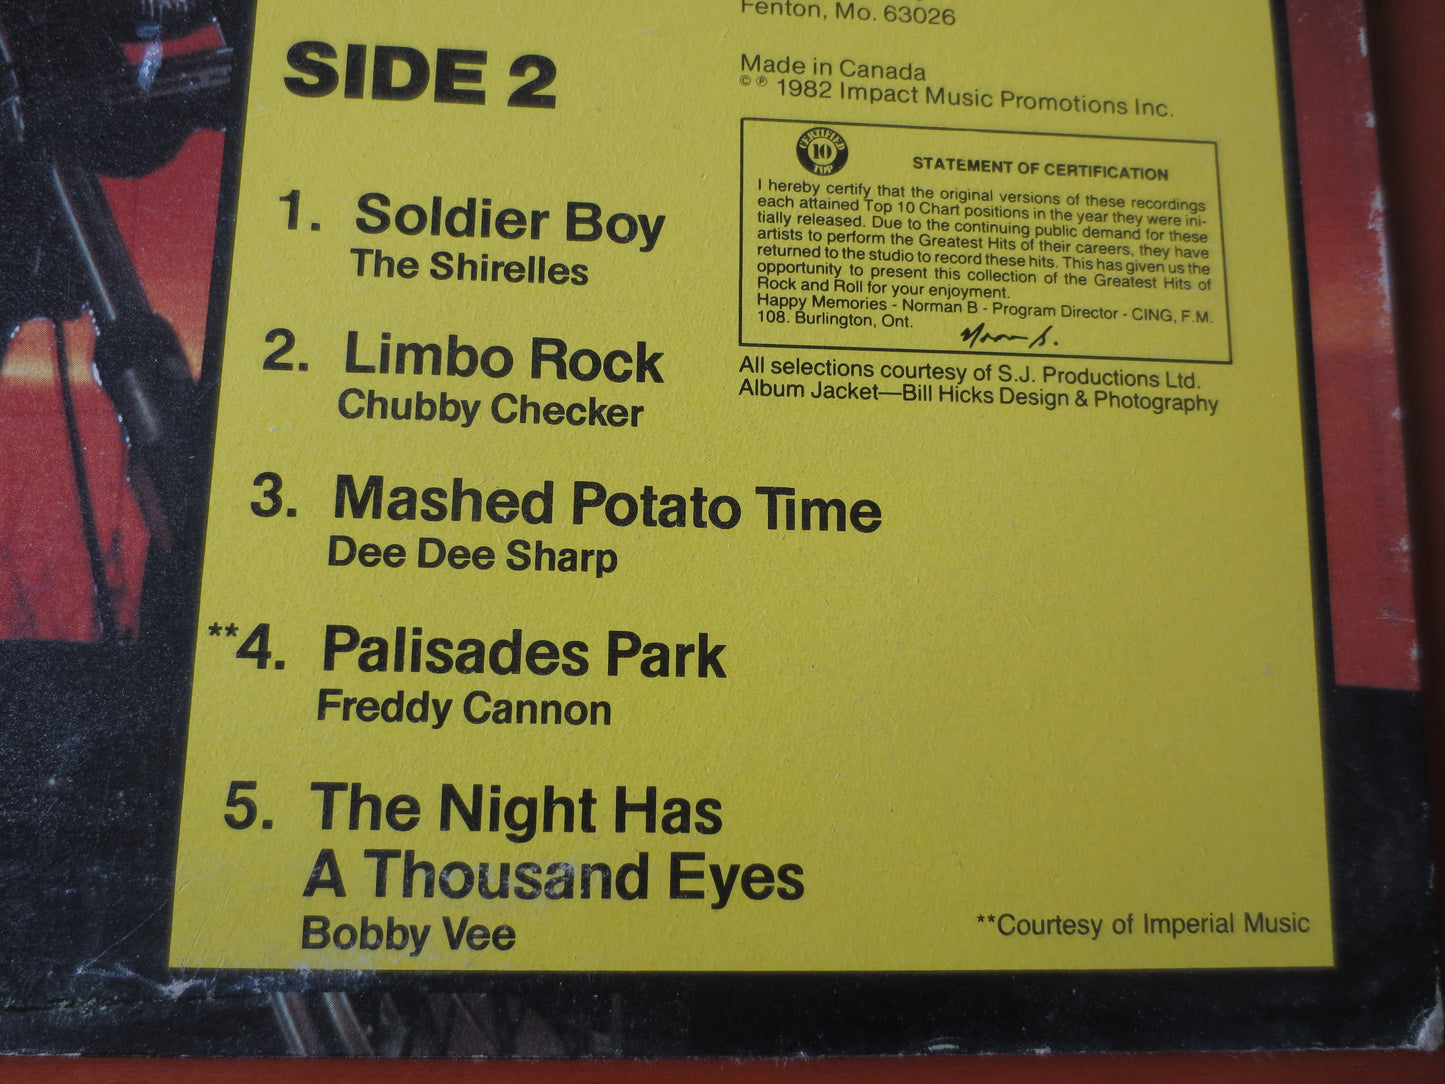 Fenton, Mo. 63026
SIDE 2
Made in Canada
© ℗ 1982 Impact Music Promotions Inc.
CERTIFIED
10
TOP
STATEMENT OF CERTIFICATION
I hereby certify that the original versions of these recordings
each attained Top 10 Chart positions in the year they were ini-
tially released. Due to the continuing public demand for these
artists to perform the Greatest Hits of their careers, they have
returned to the studio to record these hits. This has given us the
opportunity to present this collection of the Greatest Hits of
Rock and Roll for your enjoyment.
Happy Memories - Norman B - Program Director - CING, F.M.
108. Burlington, Ont.
All selections courtesy of S.J. Productions Ltd.
Album Jacket—Bill Hicks Design & Photography
1. Soldier Boy
The Shirelles
2. Limbo Rock
Chubby Checker
3. Mashed Potato Time
Dee Dee Sharp
**4. Palisades Park
Freddy Cannon
5. The Night Has
A Thousand Eyes
Bobby Vee
**Courtesy of Imperial Music